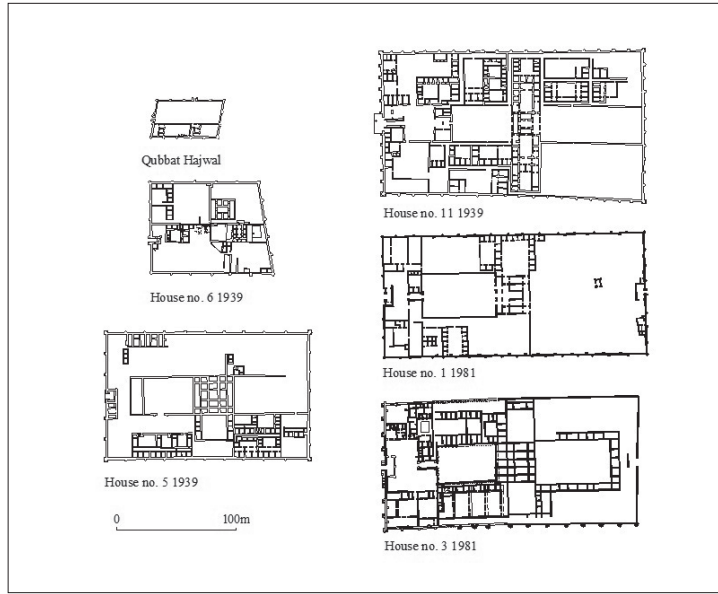 Qubbat Hajwal
House no. 6 1939
House no. 5 1939
0 100m
House no. 11 1939
House no. 1 1981
House no. 3 1981